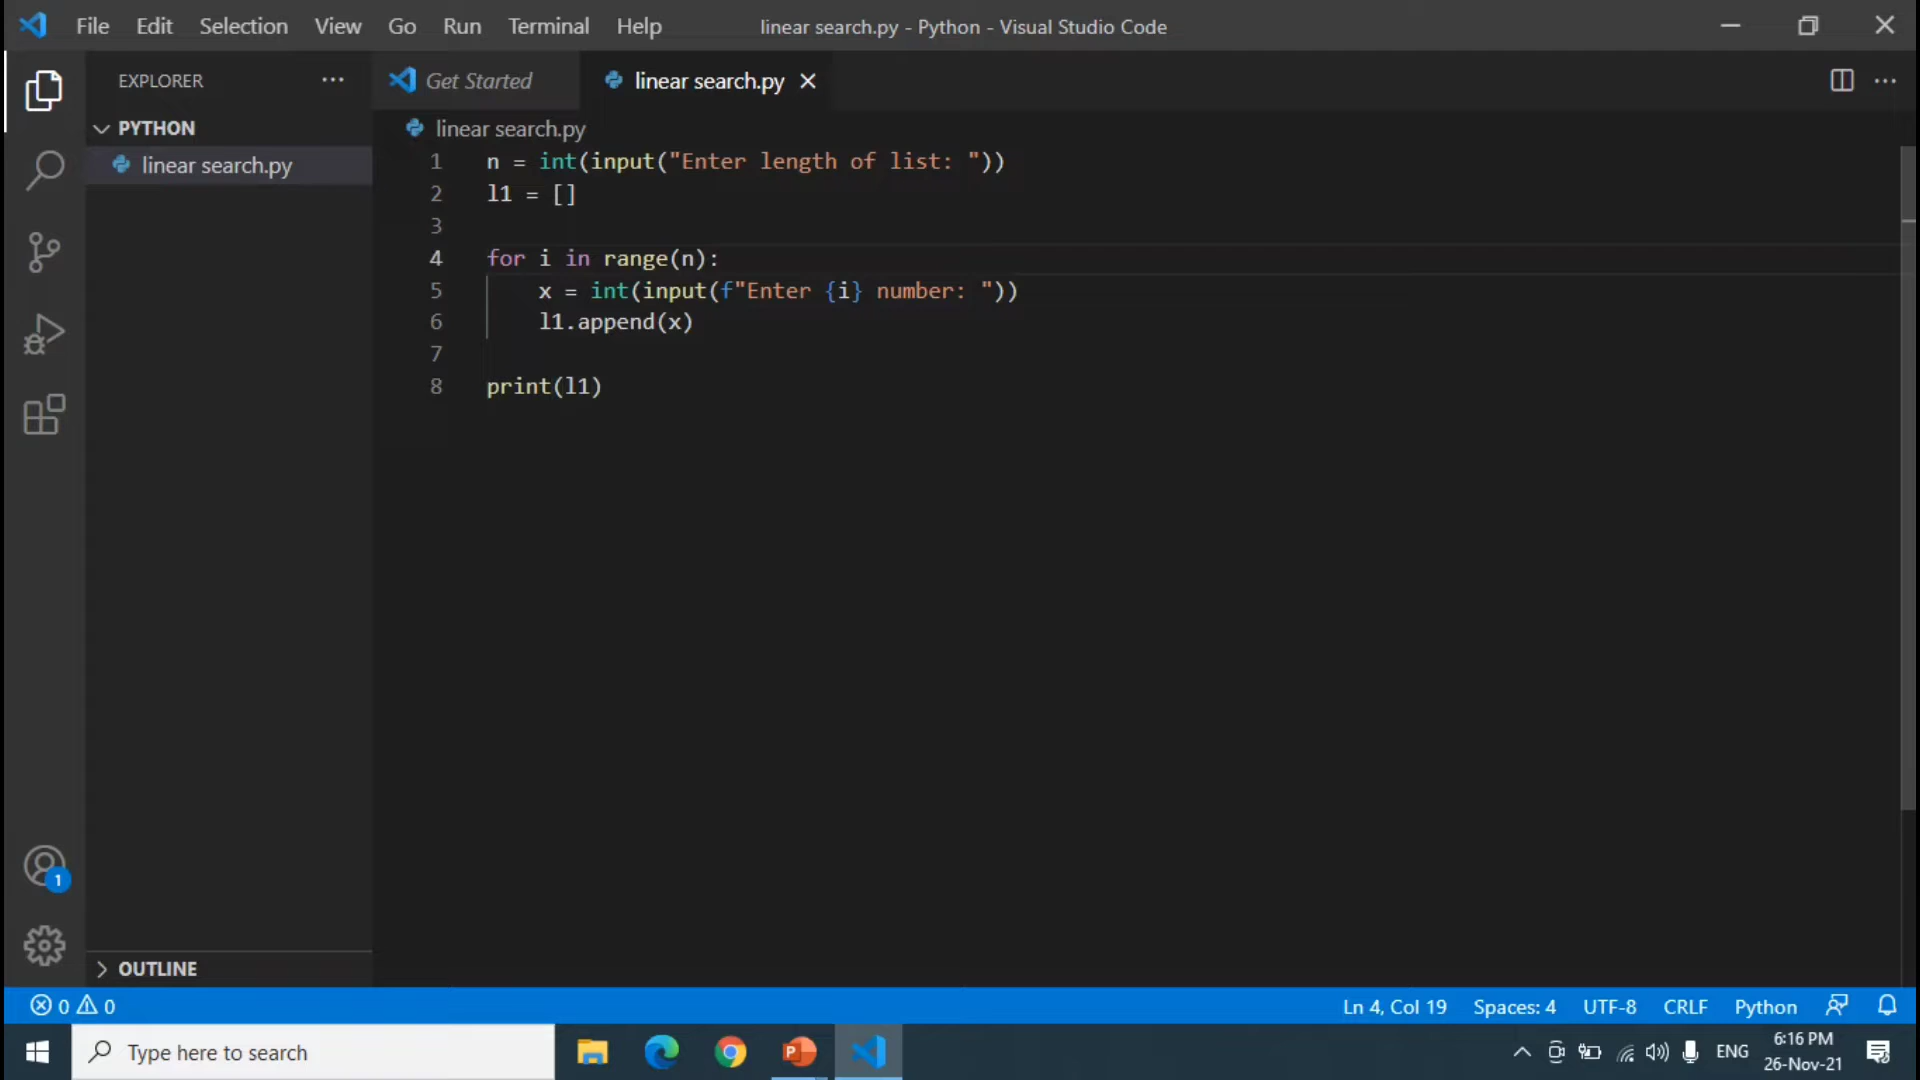 File Edit Selection View Go Run Terminal Help linear search.py - Python - Visual Studio Code
EXPLORER
Get Started
linear search.py
PYTHON
linear search.py
linear search.py
1 n = int(input("Enter length of list: "))
2 l1 = []
3
4 for i in range(n):
5 x = int(input(f"Enter {i} number: "))
6 l1.append(x)
7
8 print(l1)
1
OUTLINE
0 0 Ln 4, Col 19 Spaces: 4 UTF-8 CRLF Python
Type here to search
ENG
6:16 PM
26-Nov-21